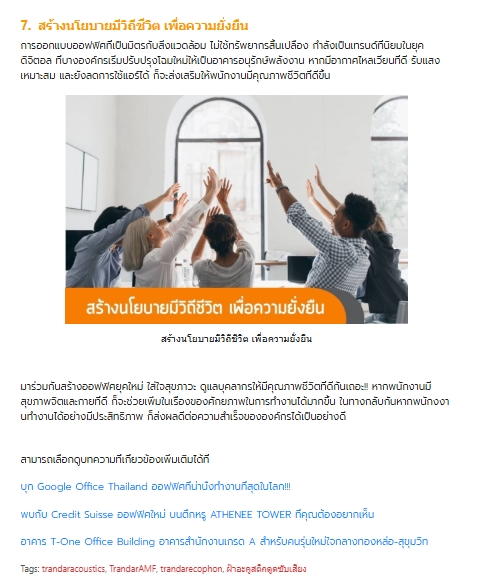 7. สร้างนโยบายมีวิถีชีวิต เพื่อความยั่งยืน
การออกแบบออฟฟิศที่เป็นมิตรกับสิ่งแวดล้อม ไม่ใช้ทรัพยากรสิ้นเปลือง กำลังเป็นเทรนด์ที่นิยมในยุค
ดิจิตอล ที่บางองค์กรเริ่มปรับปรุงโฉมใหม่ให้เป็นอาคารอนุรักษ์พลังงาน หากมีอากาศไหลเวียนที่ดี รับแสง
เหมาะสม และยังลดการใช้แอร์ได้ ก็จะส่งเสริมให้พนักงานมีคุณภาพชีวิตที่ดีขึ้น
สร้างนโยบายมีวิถีชีวิต เพื่อความยั่งยืน
สร้างนโยบายมีวิถีชีวิต เพื่อความยั่งยืน
มาร่วมกันสร้างออฟฟิศยุคใหม่ ใส่ใจสุขภาวะ ดูแลบุคลากรให้มีคุณภาพชีวิตที่ดีกันเถอะ!! หากพนักงานมี
สุขภาพจิตและกายที่ดี ก็จะช่วยเพิ่มในเรื่องของศักยภาพในการทำงานได้มากขึ้น ในทางกลับกันหากพนักงงา
นทำงานได้อย่างมีประสิทธิภาพ ก็ส่งผลดีต่อความสำเร็จขององค์กรได้เป็นอย่างดี
สามารถเลือกดูบทความที่เกี่ยวข้องเพิ่มเติมได้ที่
บุก Google Office Thailand ออฟฟิศที่น่านั่งทำงานที่สุดในโลก!!!
พบกับ Credit Suisse ออฟฟิศใหม่ บนตึกหรู ATHENEE TOWER ที่คุณต้องอยากเห็น
อาคาร T-One Office Building อาคารสำนักงานเกรด A สำหรับคนรุ่นใหม่ใจกลางทองหล่อ-สุขุมวิท
Tags: trandaracoustics, TrandarAMF, trandarecophon, ฝ้าอะคูสติคดูดซับเสียง